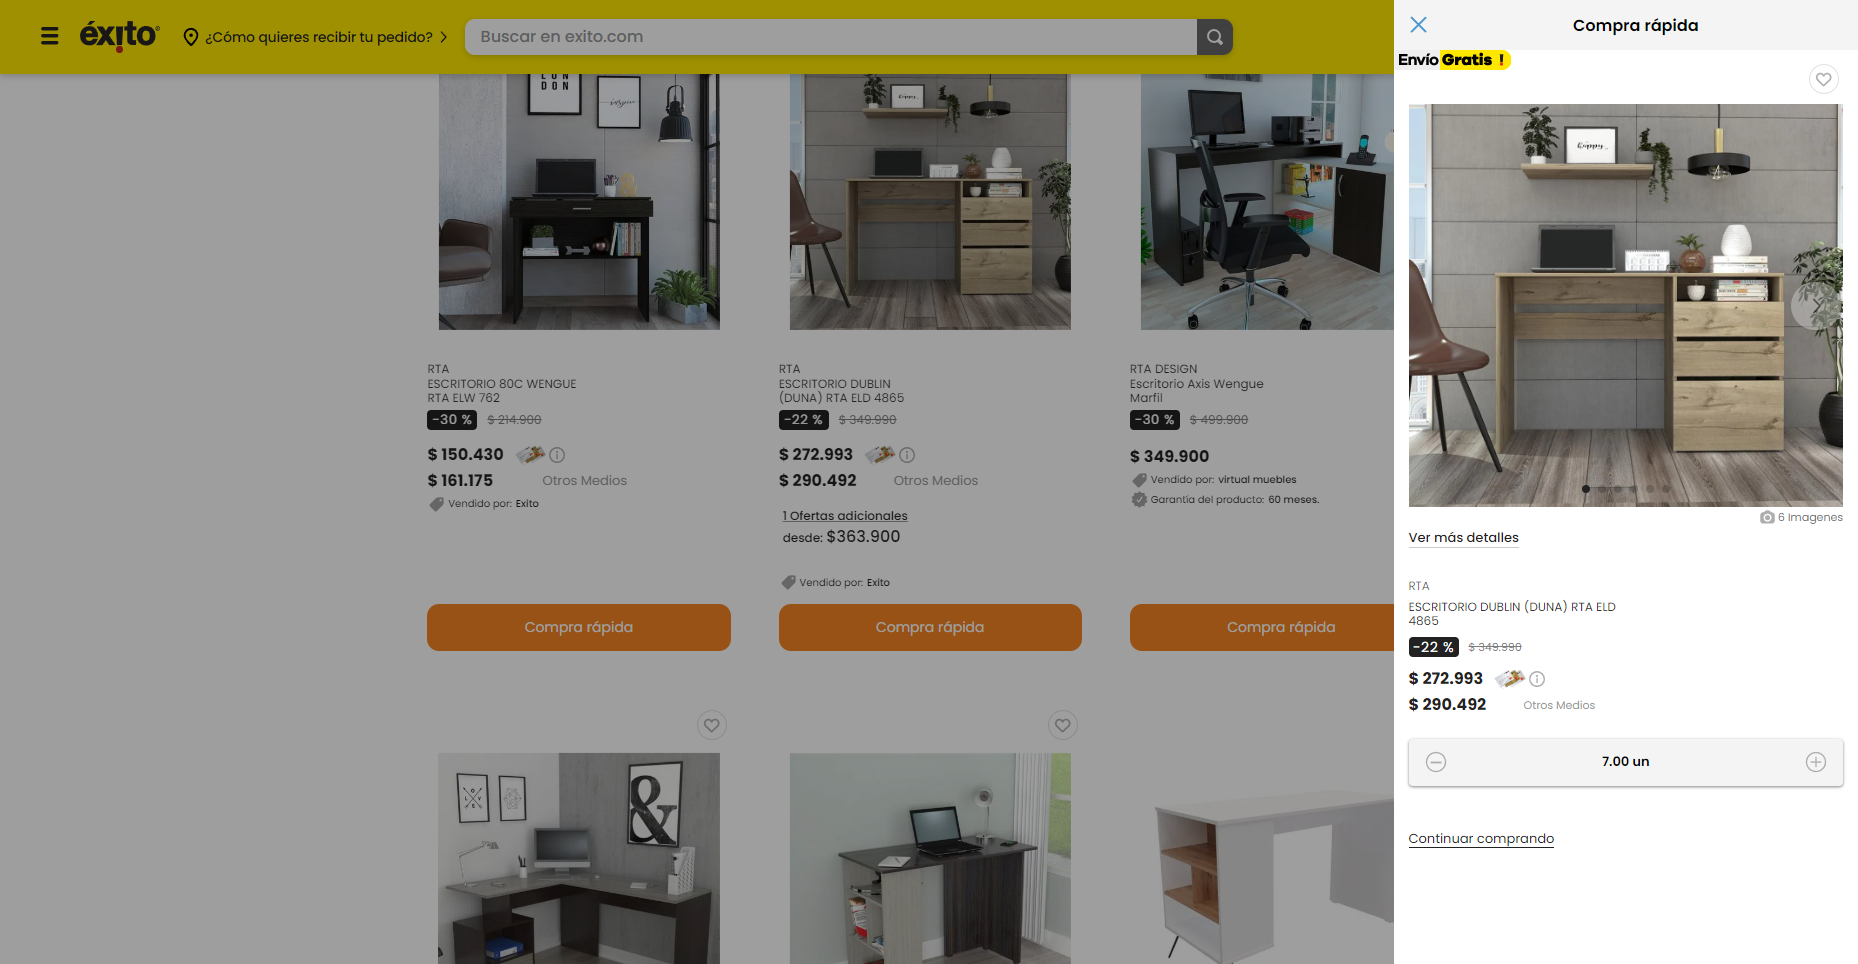 éxito
¿Cómo quieres recibir tu pedido?
Buscar en exito.com
Compra rápida
Envío Gratis !
LON
DON
inspire
happy
happy
6 Imagenes
Ver más detalles
RTA
ESCRITORIO 80C WENGUE
RTA ELW 762
-30 % $ 214.900
$ 150.430
$ 161.175 Otros Medios
Vendido por: Exito
Compra rápida
RTA
ESCRITORIO DUBLIN
(DUNA) RTA ELD 4865
-22 % $ 349.990
$ 272.993
$ 290.492 Otros Medios
1 Ofertas adicionales
desde: $363.900
Vendido por: Exito
Compra rápida
RTA DESIGN
Escritorio Axis Wengue
Marfil
-30 % $ 499.900
$ 349.900
Vendido por: virtual muebles
Garantía del producto: 60 meses.
Compra rápida
RTA
ESCRITORIO DUBLIN (DUNA) RTA ELD
4865
-22 % $ 349.990
$ 272.993
$ 290.492 Otros Medios
7.00 un
Continuar comprando
L O
V E
&